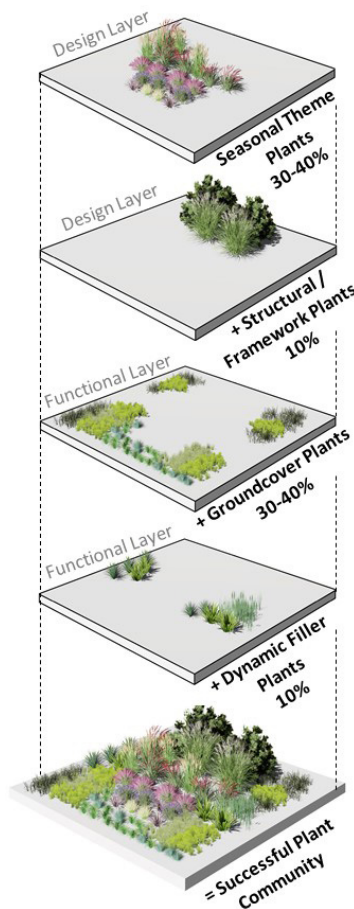 Design Layer
Seasonal Theme
Plants
30-40%
Design Layer
+ Structural /
Framework Plants
10%
Functional Layer
+ Groundcover Plants
30-40%
Functional Layer
+ Dynamic Filler
Plants
10%
= Successful Plant
Community